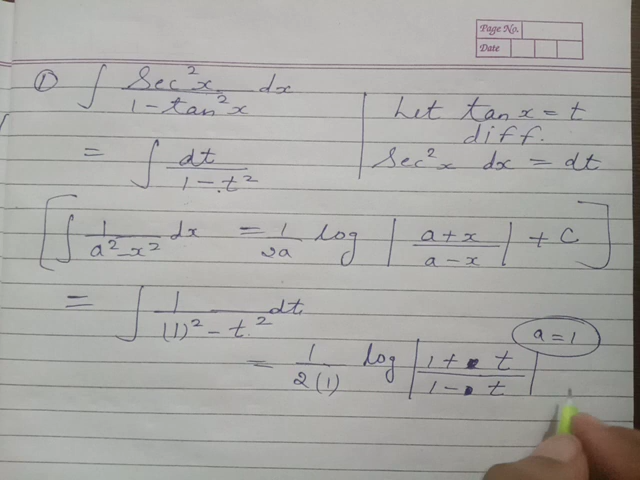 Page No.
Date
① ∫ Sec²x / 1-tan²x dx
Let tan x = t
diff.
Sec²x dx = dt
= ∫ dt / 1-t²
[ ∫ 1 / a²-x² dx = 1 / 2a log | a+x / a-x | + C ]
= ∫ 1 / (1)²-t² dt
a=1
= 1 / 2(1) log | 1+t / 1-t |